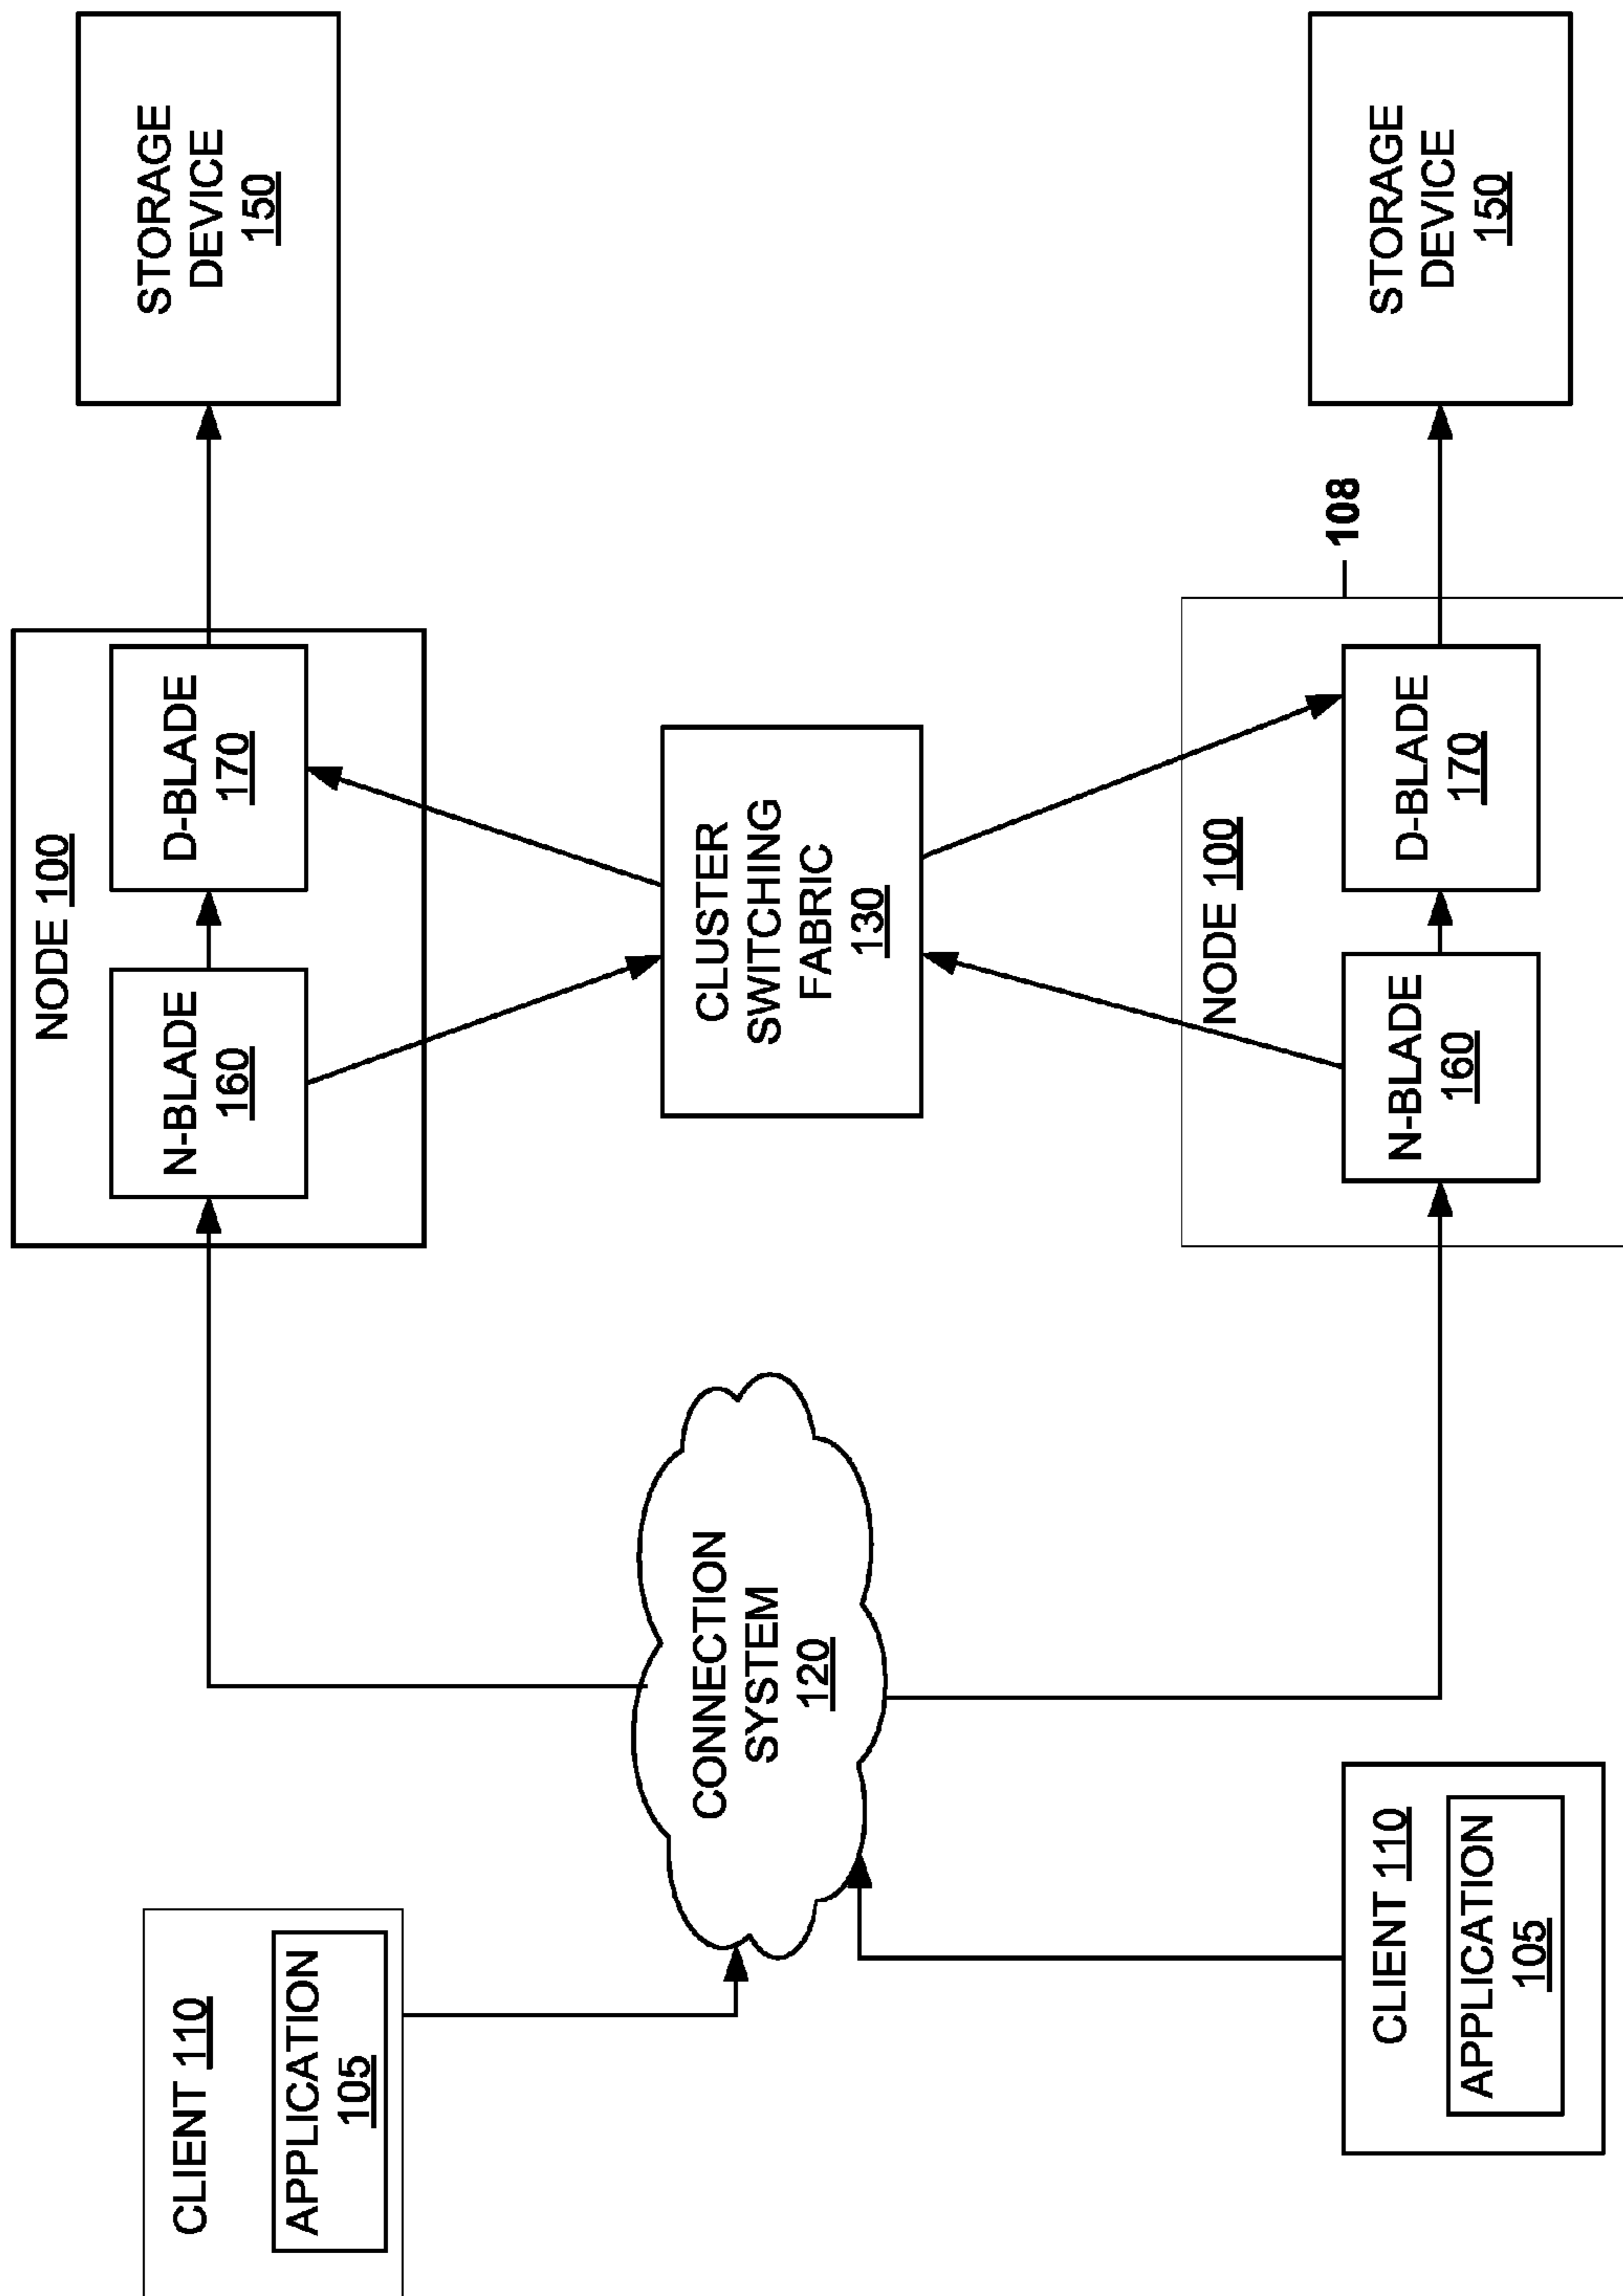 CLIENT 110
APPLICATION
105
CLIENT 110
APPLICATION
105
CONNECTION
SYSTEM
120
NODE 100
N-BLADE
160
D-BLADE
170
CLUSTER
SWITCHING
FABRIC
130
NODE 100
N-BLADE
160
D-BLADE
170
108
STORAGE
DEVICE
150
STORAGE
DEVICE
150